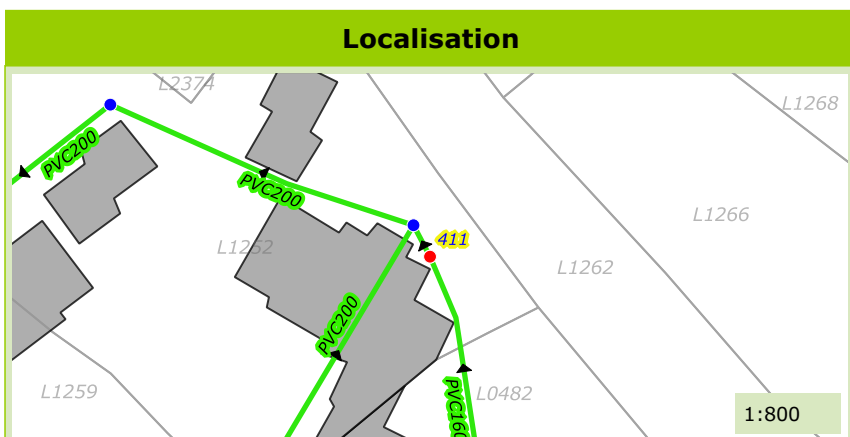 Localisation
L2374
L1268
PVC200
PVC200
L1266
411
L1252
L1262
PVC200
L1259
L0482
PVC160
1:800